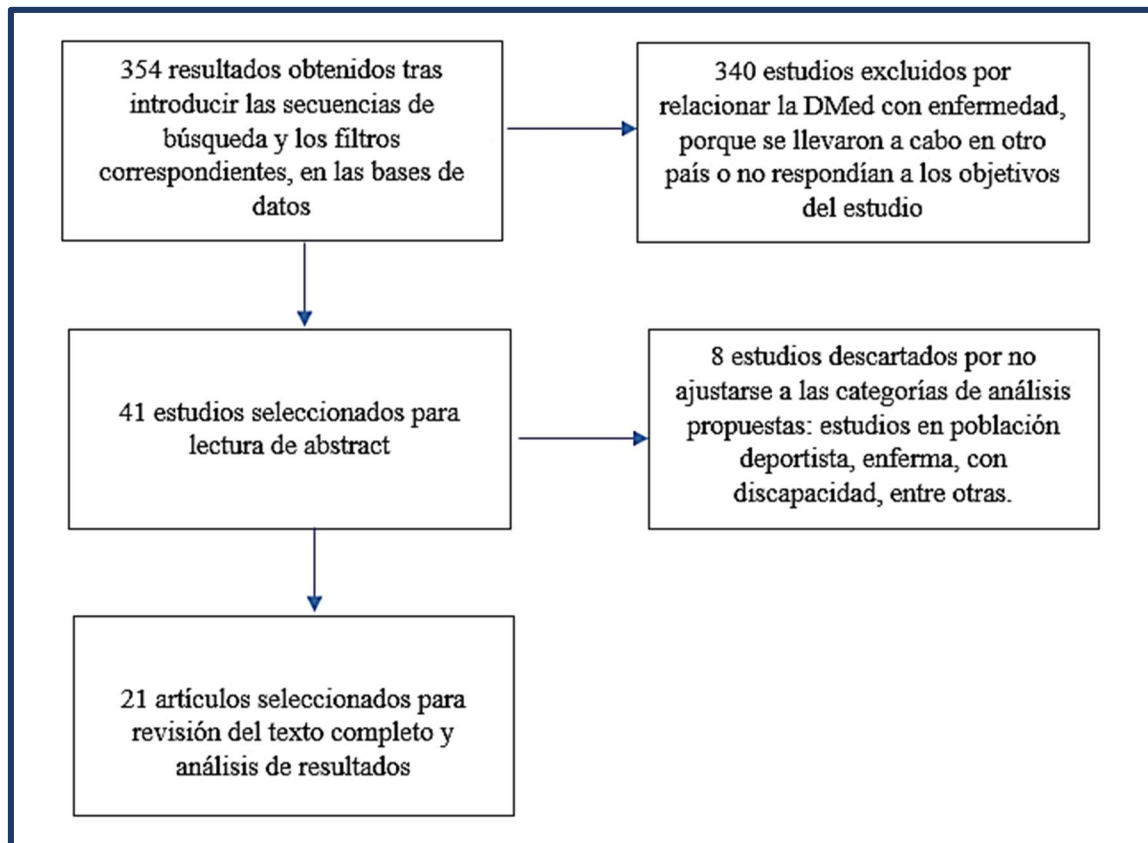 354 resultados obtenidos tras
introducir las secuencias de
búsqueda y los filtros
correspondientes, en las bases de
datos
340 estudios excluidos por
relacionar la DMed con enfermedad,
porque se llevaron a cabo en otro
país o no respondían a los objetivos
del estudio
41 estudios seleccionados para
lectura de abstract
8 estudios descartados por no
ajustarse a las categorías de análisis
propuestas: estudios en población
deportista, enferma, con
discapacidad, entre otras.
21 artículos seleccionados para
revisión del texto completo y
análisis de resultados